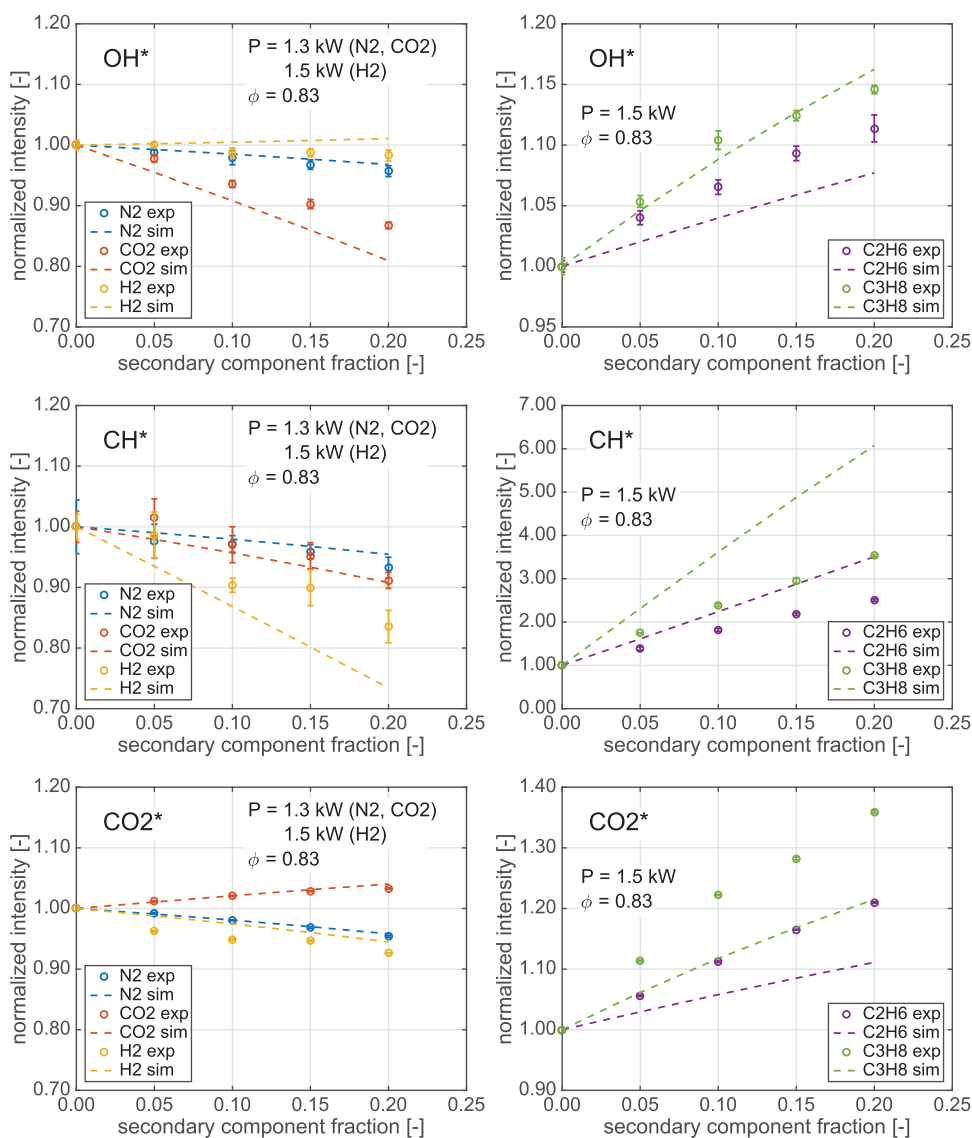 1.20
1.10
1.00
0.90
0.80
0.70
normalized intensity [-]
OH*
P = 1.3 kW (N2, CO2)
1.5 kW (H2)
ϕ = 0.83
N2 exp
N2 sim
CO2 exp
CO2 sim
H2 exp
H2 sim
0.00 0.05 0.10 0.15 0.20 0.25
secondary component fraction [-]
1.20
1.15
1.10
1.05
1.00
0.95
normalized intensity [-]
OH*
P = 1.5 kW
ϕ = 0.83
C2H6 exp
C2H6 sim
C3H8 exp
C3H8 sim
0.00 0.05 0.10 0.15 0.20 0.25
secondary component fraction [-]
1.20
1.10
1.00
0.90
0.80
0.70
normalized intensity [-]
CH*
P = 1.3 kW (N2, CO2)
1.5 kW (H2)
ϕ = 0.83
N2 exp
N2 sim
CO2 exp
CO2 sim
H2 exp
H2 sim
0.00 0.05 0.10 0.15 0.20 0.25
secondary component fraction [-]
7.00
6.00
5.00
4.00
3.00
2.00
1.00
0.00
normalized intensity [-]
CH*
P = 1.5 kW
ϕ = 0.83
C2H6 exp
C2H6 sim
C3H8 exp
C3H8 sim
0.00 0.05 0.10 0.15 0.20 0.25
secondary component fraction [-]
1.20
1.10
1.00
0.90
0.80
0.70
normalized intensity [-]
CO2*
P = 1.3 kW (N2, CO2)
1.5 kW (H2)
ϕ = 0.83
N2 exp
N2 sim
CO2 exp
CO2 sim
H2 exp
H2 sim
0.00 0.05 0.10 0.15 0.20 0.25
secondary component fraction [-]
1.40
1.30
1.20
1.10
1.00
0.90
normalized intensity [-]
CO2*
P = 1.5 kW
ϕ = 0.83
C2H6 exp
C2H6 sim
C3H8 exp
C3H8 sim
0.00 0.05 0.10 0.15 0.20 0.25
secondary component fraction [-]